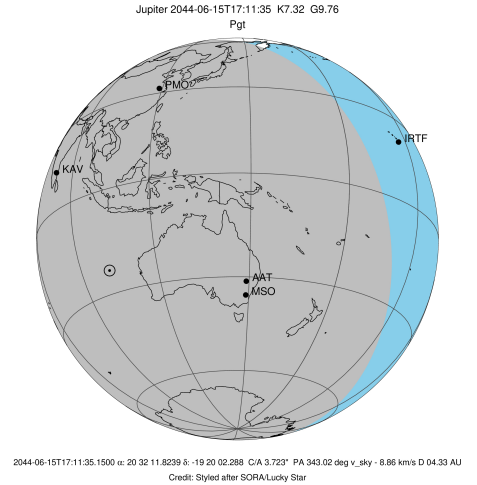 Jupiter 2044-06-15T17:11:35 K7.32 G9.76
Pgt
PMO
IRTF
KAV
AAT
MSO
2044-06-15T17:11:35.1500 α: 20 32 11.8239 δ: -19 20 02.288 C/A 3.723" PA 343.02 deg v_sky - 8.86 km/s D 04.33 AU
Credit: Styled after SORA/Lucky Star